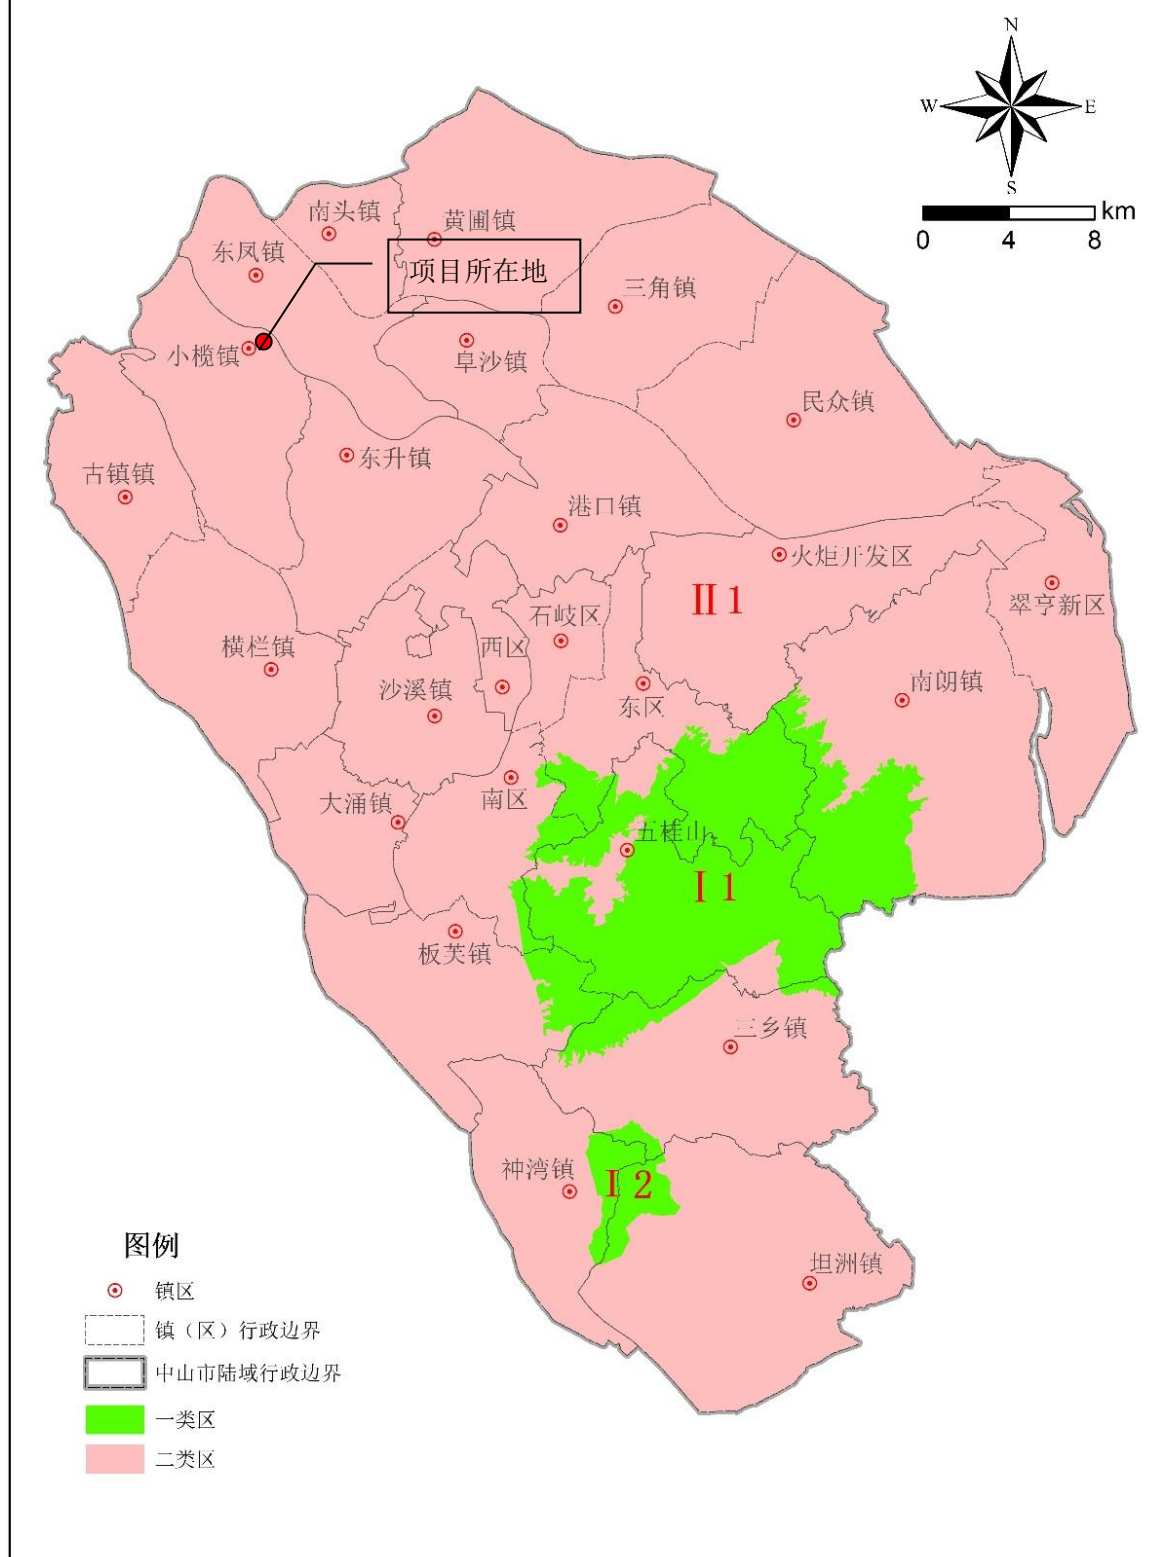 N
W
E
S
km
0
4
8
南头镇
黄圃镇
东凤镇
项目所在地
三角镇
小榄镇
阜沙镇
民众镇
东升镇
古镇镇
港口镇
火炬开发区
翠亨新区
II 1
石岐区
横栏镇
西区
沙溪镇
东区
南朗镇
南区
大涌镇
五桂山
I 1
板芙镇
三乡镇
神湾镇
I 2
坦洲镇
图例
镇区
镇（区）行政边界
中山市陆域行政边界
一类区
二类区